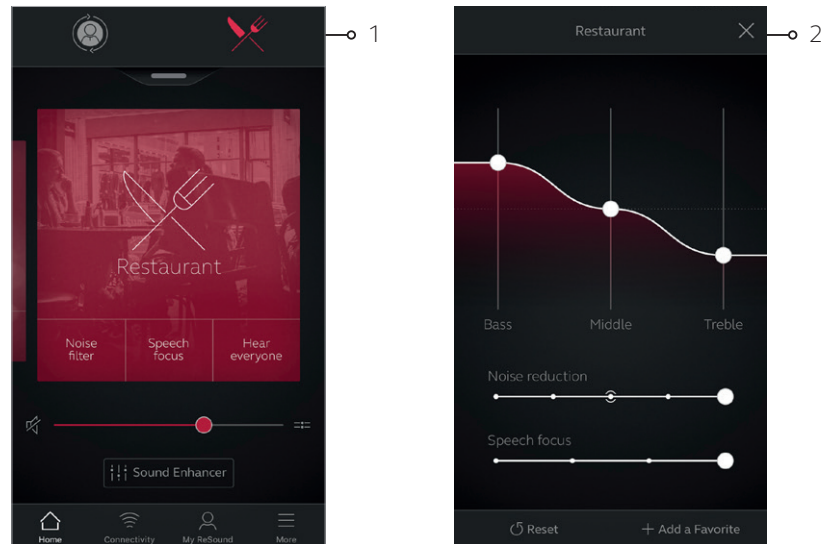 1
Restaurant
Noise filter
Speech focus
Hear everyone
Sound Enhancer
Home
Connectivity
My ReSound
More
Restaurant
2
Bass
Middle
Treble
Noise reduction
Speech focus
Reset
+ Add a Favorite